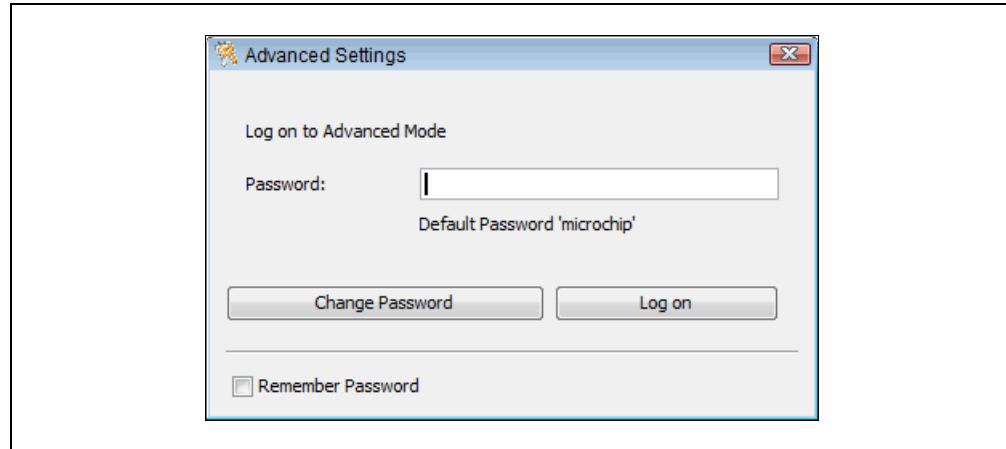 Advanced Settings
Log on to Advanced Mode
Password:
Default Password 'microchip'
Change Password Log on
Remember Password